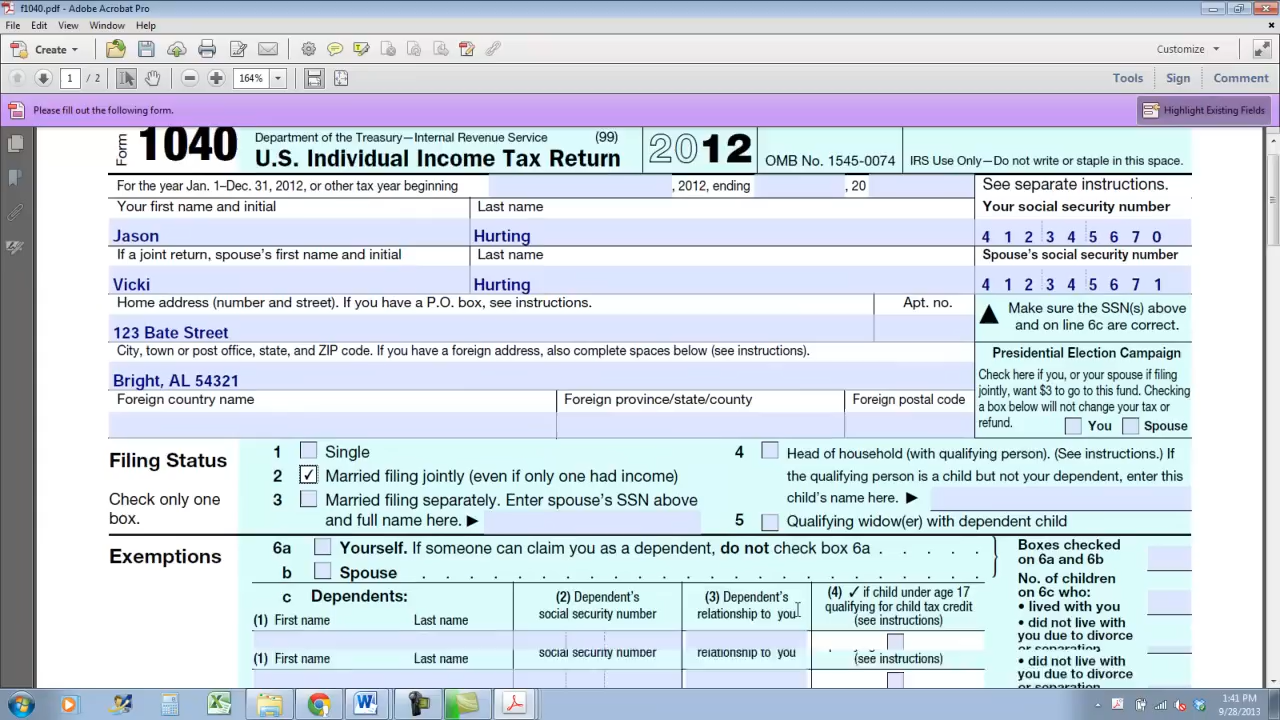 f1040.pdf - Adobe Acrobat Pro
File Edit View Window Help
Create Customize
1 / 2 164% Tools Sign Comment
Please fill out the following form. Highlight Existing Fields
Form 1040 Department of the Treasury—Internal Revenue Service (99)
U.S. Individual Income Tax Return 2012 OMB No. 1545-0074 IRS Use Only—Do not write or staple in this space.
For the year Jan. 1–Dec. 31, 2012, or other tax year beginning , 2012, ending , 20 See separate instructions.
Your first name and initial Last name Your social security number
Jason Hurting 4 1 2 3 4 5 6 7 0
If a joint return, spouse's first name and initial Last name Spouse's social security number
Vicki Hurting 4 1 2 3 4 5 6 7 1
Home address (number and street). If you have a P.O. box, see instructions. Apt. no.
▲ Make sure the SSN(s) above
and on line 6c are correct.
123 Bate Street
City, town or post office, state, and ZIP code. If you have a foreign address, also complete spaces below (see instructions).
Bright, AL 54321
Foreign country name Foreign province/state/county Foreign postal code
Presidential Election Campaign
Check here if you, or your spouse if filing
jointly, want $3 to go to this fund. Checking
a box below will not change your tax or
refund. You Spouse
Filing Status
Check only one
box.
1 Single
2 ✓ Married filing jointly (even if only one had income)
3 Married filing separately. Enter spouse's SSN above
and full name here. ▶
4 Head of household (with qualifying person). (See instructions.) If
the qualifying person is a child but not your dependent, enter this
child's name here. ▶
5 Qualifying widow(er) with dependent child
Exemptions
6a Yourself. If someone can claim you as a dependent, do not check box 6a . . . . .
b Spouse . . . . . . . . . . . . . . . . . . . .
c Dependents:
(1) First name Last name
(2) Dependent's
social security number
(3) Dependent's
relationship to you
(4) ✓ if child under age 17
qualifying for child tax credit
(see instructions)
(1) First name Last name social security number relationship to you (see instructions)
Boxes checked
on 6a and 6b
No. of children
on 6c who:
• lived with you
• did not live with
you due to divorce
or separation
• did not live with
you due to divorce
or separation
1:41 PM
9/28/2013